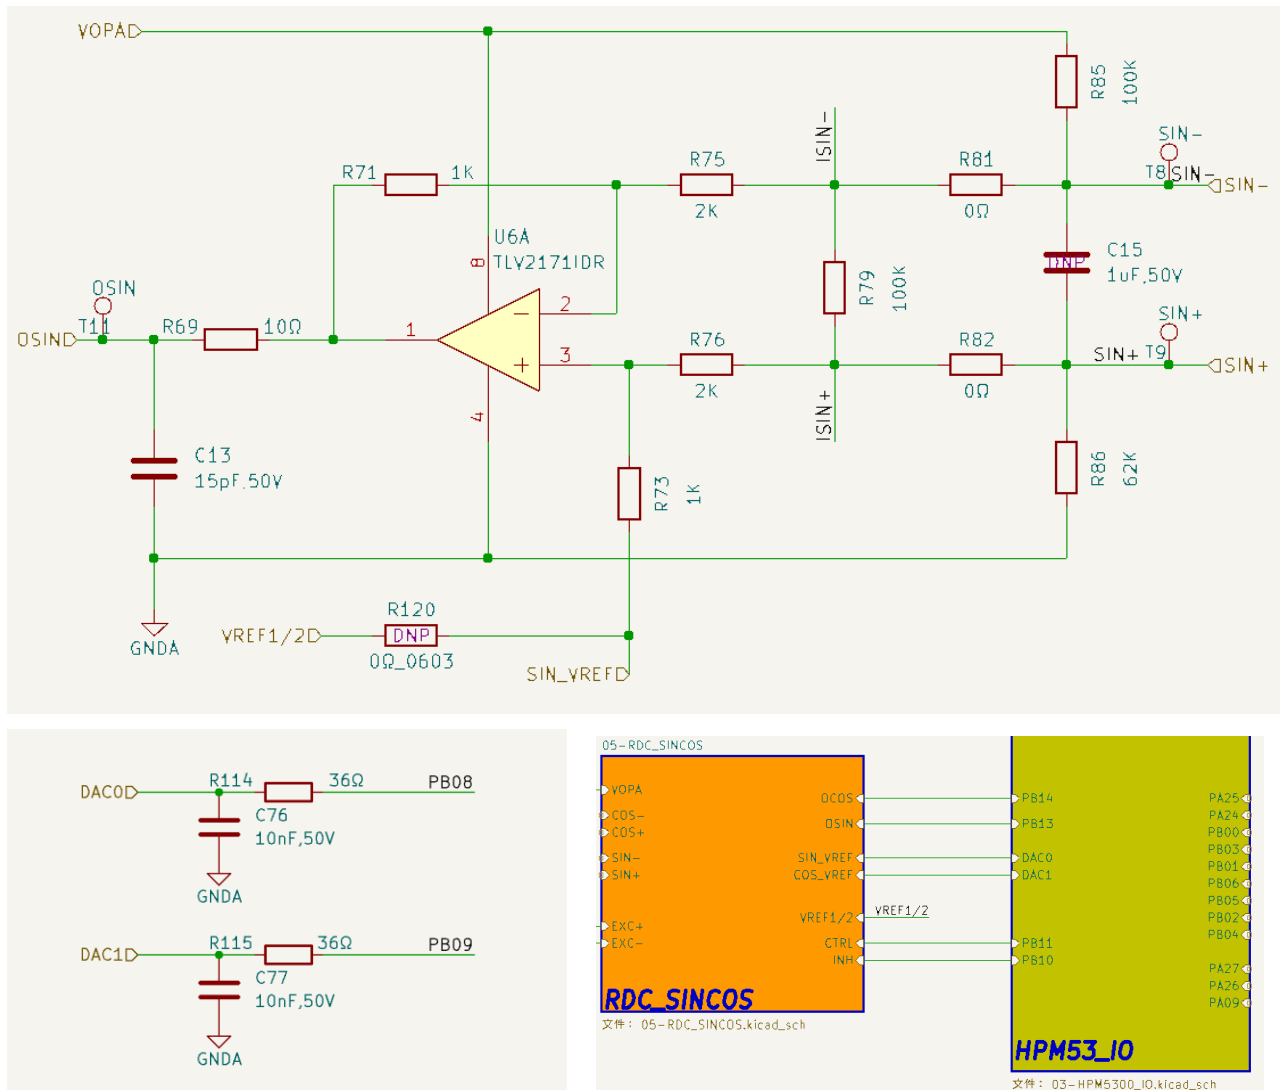 VOPA
R85
100K
ISIN-
SIN-
R71
1K
R75
2K
R81
0Ω
T8
SIN-
SIN-
U6A
TLV2171IDR
8
C15
DNP
1uF,50V
OSIN
T11
OSIN
R69
10Ω
1
2
3
4
R79
100K
R76
2K
R82
0Ω
SIN+
SIN+
T9
SIN+
ISIN+
C13
15pF,50V
R73
1K
R86
62K
GNDA
R120
VREF1/2
DNP
0Ω_0603
SIN_VREF
DAC0
R114
36Ω
PB08
C76
10nF,50V
GNDA
DAC1
R115
36Ω
PB09
C77
10nF,50V
GNDA
05-RDC_SINCOS
VOPA
COS-
COS+
SIN-
SIN+
EXC+
EXC-
OCOS
OSIN
SIN_VREF
COS_VREF
VREF1/2
VREF1/2
CTRL
INH
RDC_SINCOS
文件: 05-RDC_SINCOS.kicad_sch
PB14
PB13
DAC0
DAC1
PB11
PB10
PA25
PA24
PB00
PB03
PB01
PB06
PB05
PB02
PB04
PA27
PA26
PA09
HPM53_IO
文件: 03-HPM5300_IO.kicad_sch